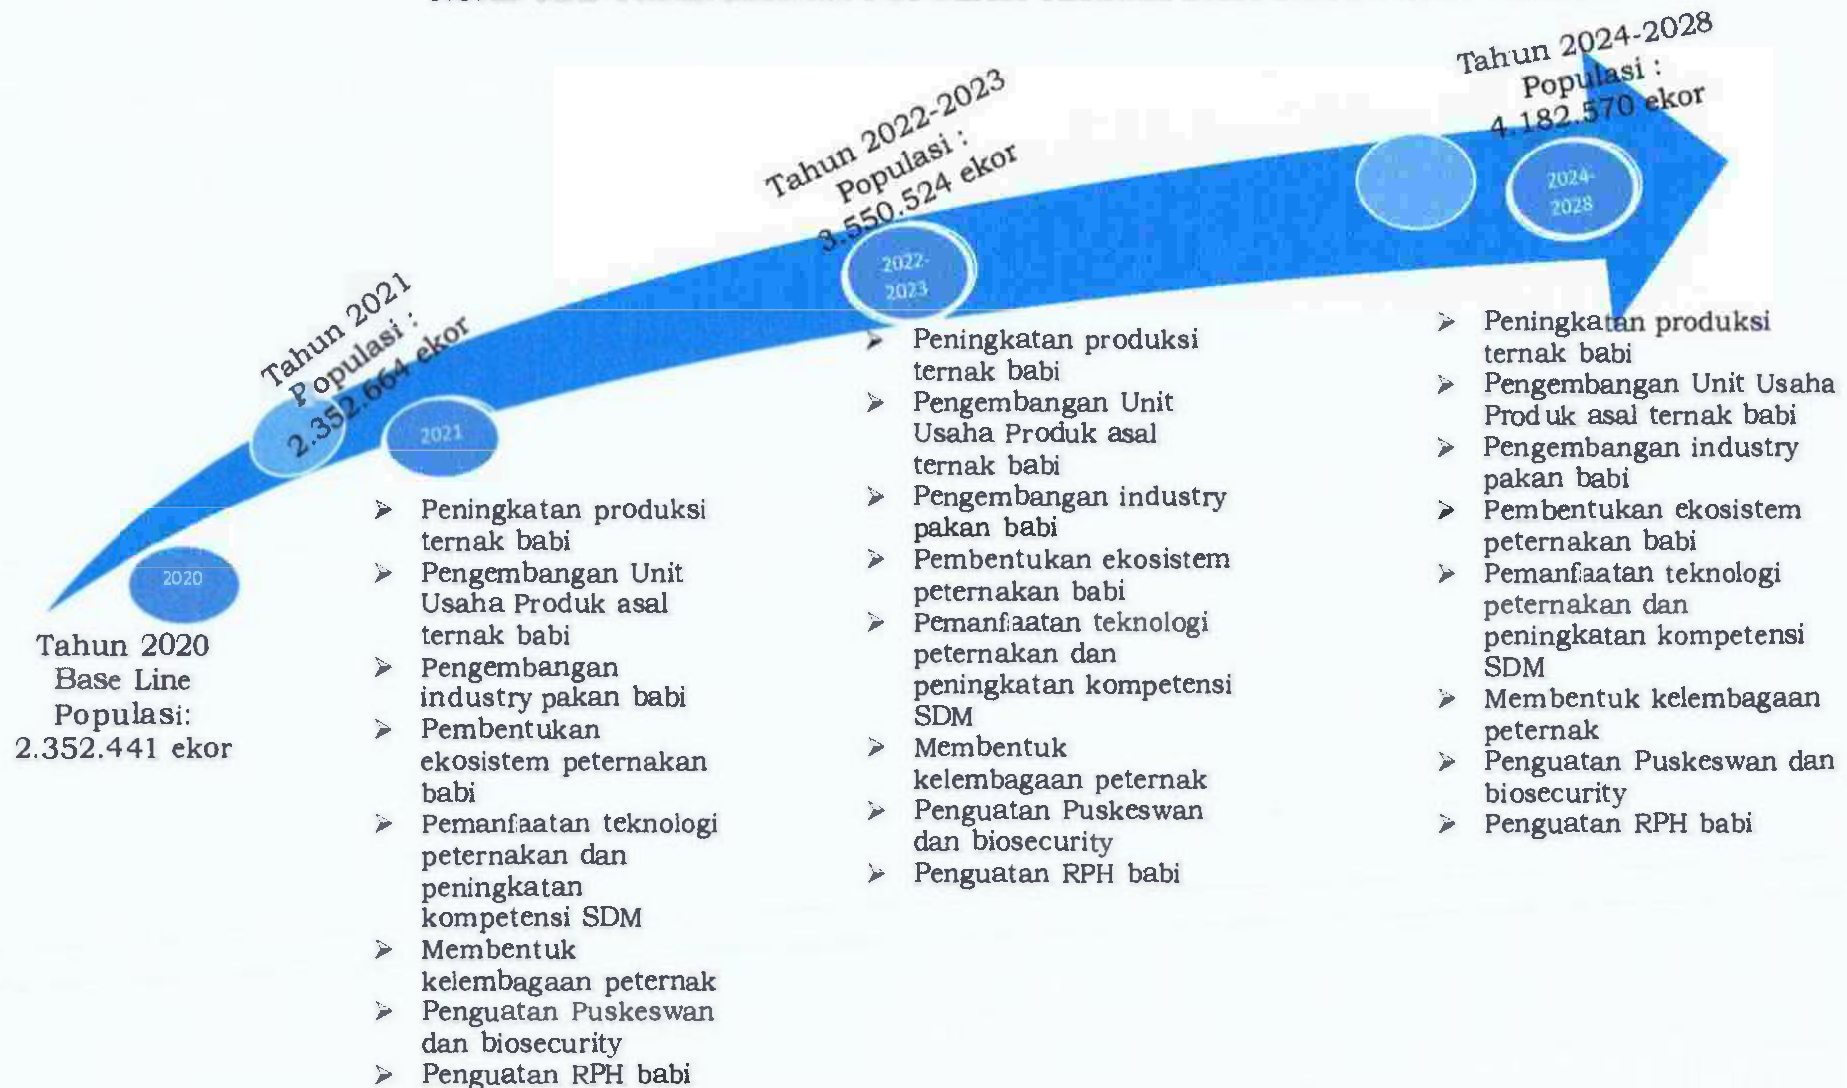 Tahun 2020
Base Line
Populasi:
2.352.441 ekor
2020
Tahun 2021
Populasi :
2.352.664 ekor
2021
➢ Peningkatan produksi
ternak babi
➢ Pengembangan Unit
Usaha Produk asal
ternak babi
➢ Pengembangan
industry pakan babi
➢ Pembentukan
ekosistem peternakan
babi
➢ Pemanfaatan teknologi
peternakan dan
peningkatan
kompetensi SDM
➢ Membentuk
kelembagaan peternak
➢ Penguatan Puskeswan
dan biosecurity
➢ Penguatan RPH babi
Tahun 2022-2023
Populasi :
3.550.524 ekor
2022-
2023
➢ Peningkatan produksi
ternak babi
➢ Pengembangan Unit
Usaha Produk asal
ternak babi
➢ Pengembangan industry
pakan babi
➢ Pembentukan ekosistem
peternakan babi
➢ Pemanfaatan teknologi
peternakan dan
peningkatan kompetensi
SDM
➢ Membentuk
kelembagaan peternak
➢ Penguatan Puskeswan
dan biosecurity
➢ Penguatan RPH babi
Tahun 2024-2028
Populasi :
4.182.570 ekor
2024-
2028
➢ Peningkatan produksi
ternak babi
➢ Pengembangan Unit Usaha
Produk asal ternak babi
➢ Pengembangan industry
pakan babi
➢ Pembentukan ekosistem
peternakan babi
➢ Pemanfaatan teknologi
peternakan dan
peningkatan kompetensi
SDM
➢ Membentuk kelembagaan
peternak
➢ Penguatan Puskeswan dan
biosecurity
➢ Penguatan RPH babi